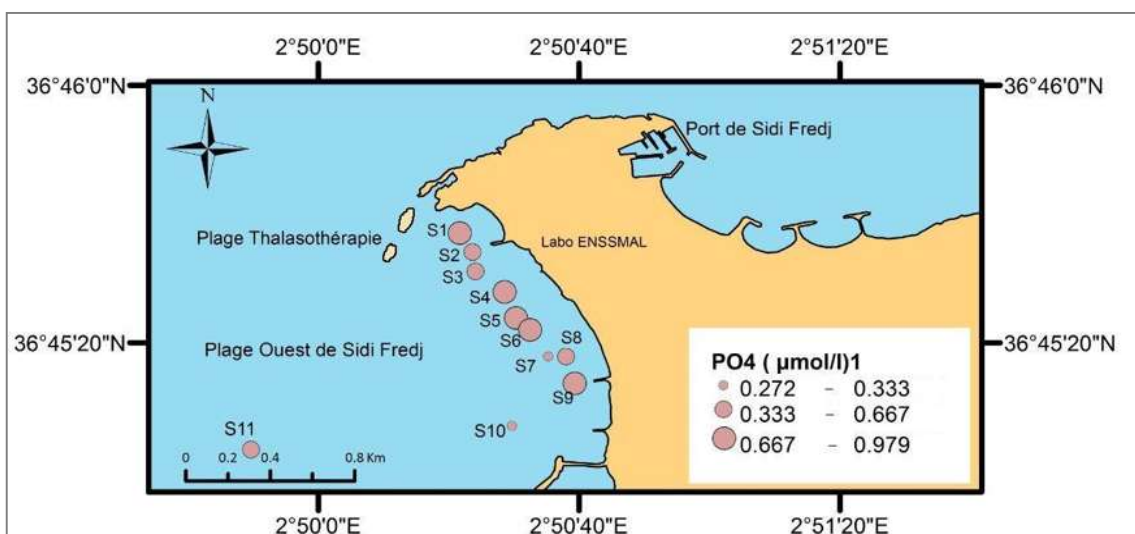 2°50'0"E 2°50'40"E 2°51'20"E
36°46'0"N 36°46'0"N
N
Port de Sidi Fredj
S1
Plage Thalasothérapie
Labo ENSSMAL
S2
S3
S4
S5
S6
36°45'20"N 36°45'20"N
S8
Plage Ouest de Sidi Fredj
S7
PO4 ( µmol/l)1
0.272 - 0.333
S9
0.333 - 0.667
S10
S11
0.667 - 0.979
0 0.2 0.4 0.8 Km
2°50'0"E 2°50'40"E 2°51'20"E